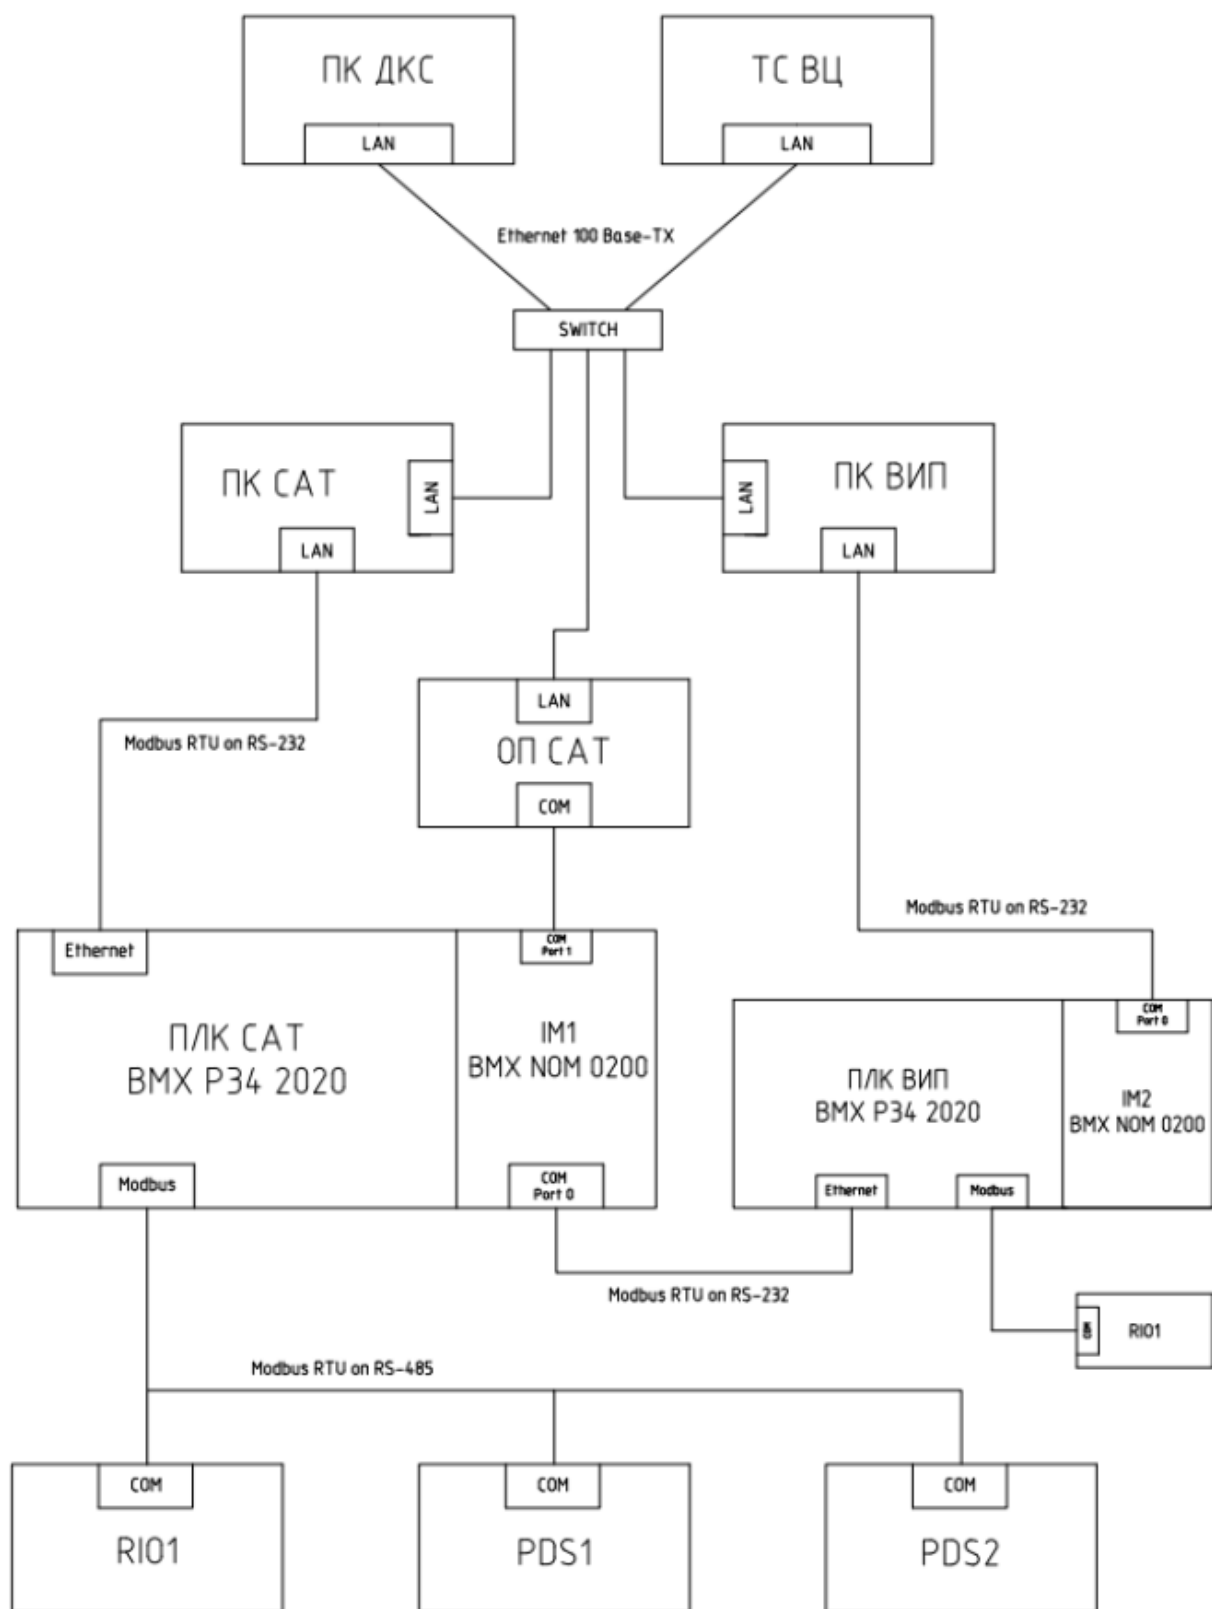 ПК ДКС
LAN
ТС ВЦ
LAN
Ethernet 100 Base-TX
SWITCH
ПК САТ
LAN
LAN
ПК ВИП
LAN
LAN
LAN
ОП САТ
COM
Modbus RTU on RS-232
Modbus RTU on RS-232
Ethernet
ПЛК САТ
BMX P34 2020
Modbus
COM
Port 1
IM1
BMX NOM 0200
COM
Port 0
ПЛК ВИП
BMX P34 2020
Ethernet
Modbus
COM
Port 0
IM2
BMX NOM 0200
Modbus RTU on RS-232
COM
RIO1
Modbus RTU on RS-485
COM
RIO1
COM
PDS1
COM
PDS2